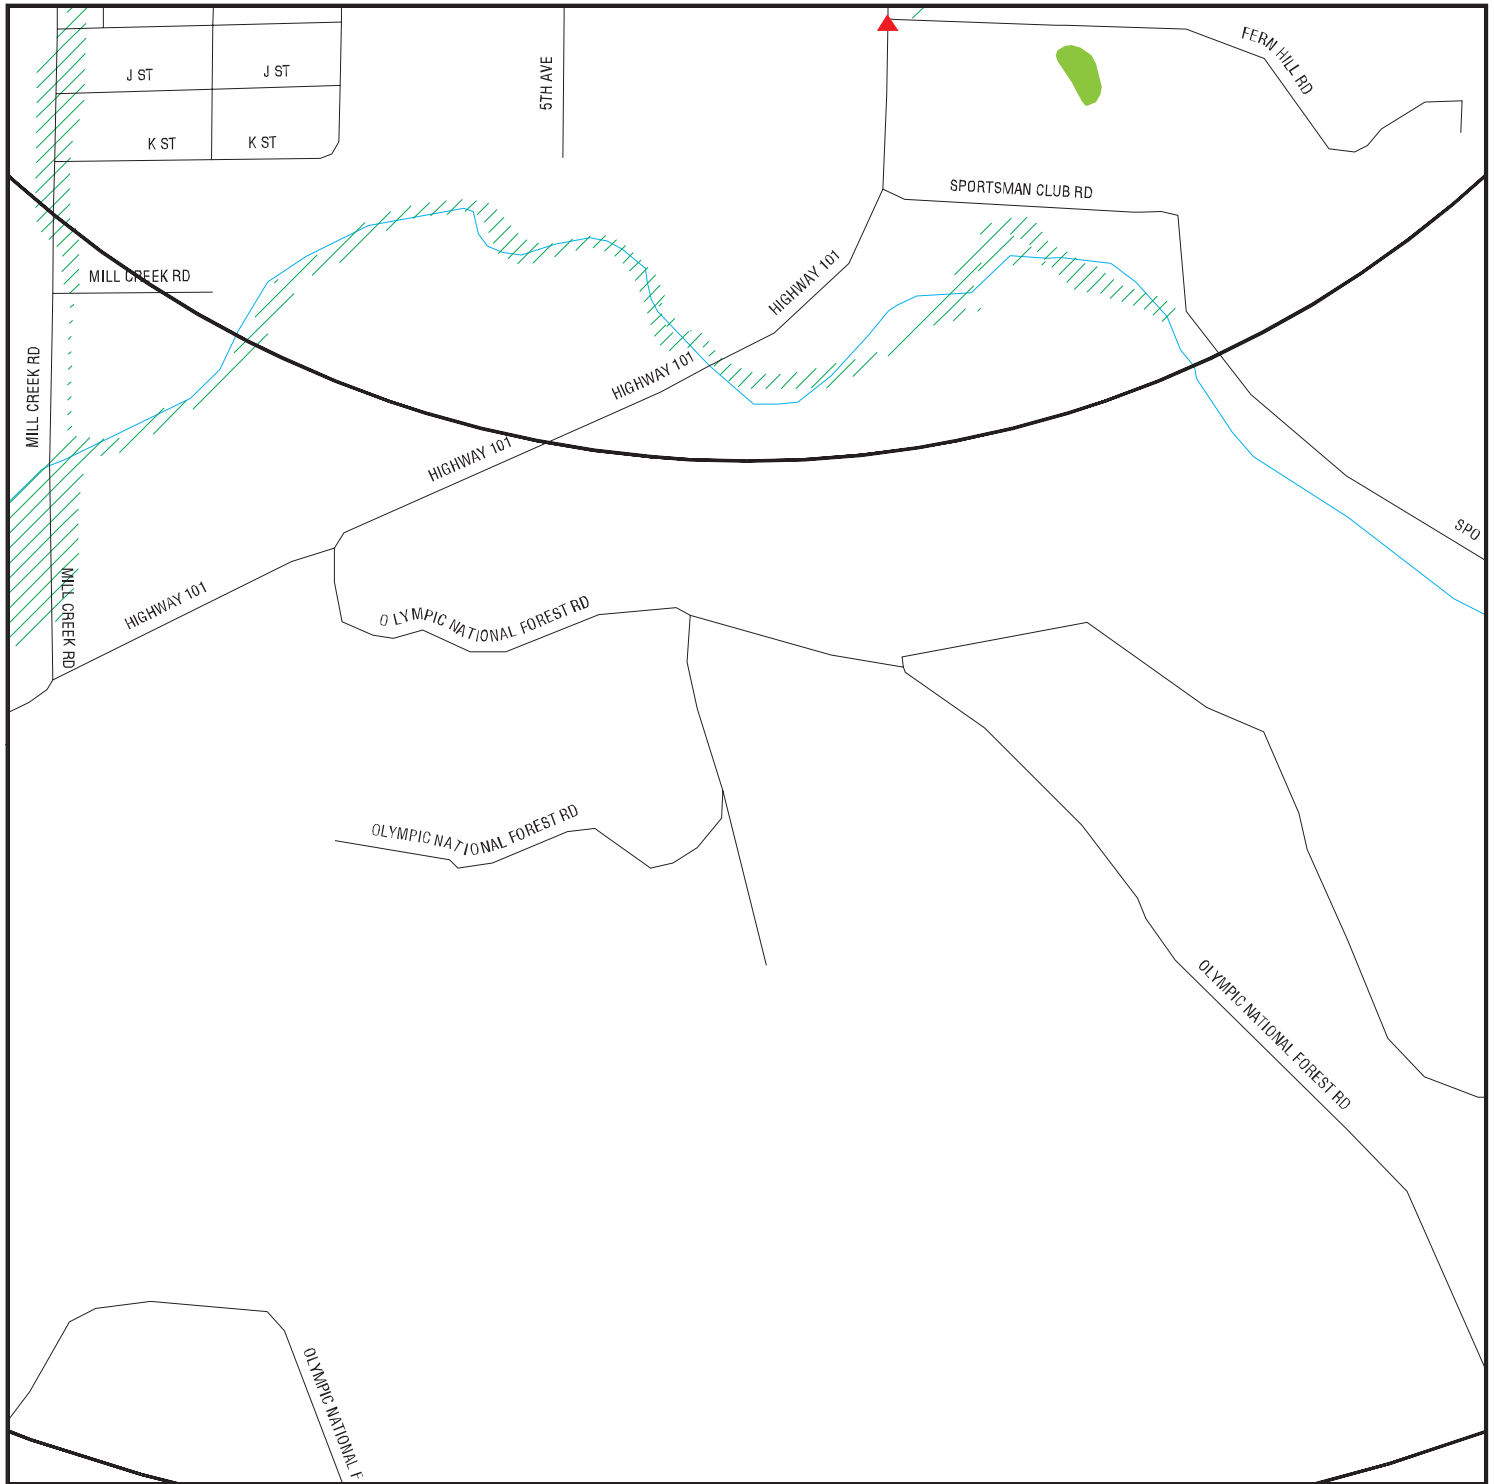 FERN HILL RD
J ST
J ST
5TH AVE
K ST
K ST
SPORTSMAN CLUB RD
MILL CREEK RD
HIGHWAY 101
HIGHWAY 101
MILL CREEK RD
HIGHWAY 101
SPO
MILL CREEK RD
HIGHWAY 101
OLYMPIC NATIONAL FOREST RD
OLYMPIC NATIONAL FOREST RD
OLYMPIC NATIONAL FOREST RD
OLYMPIC NATIONAL F